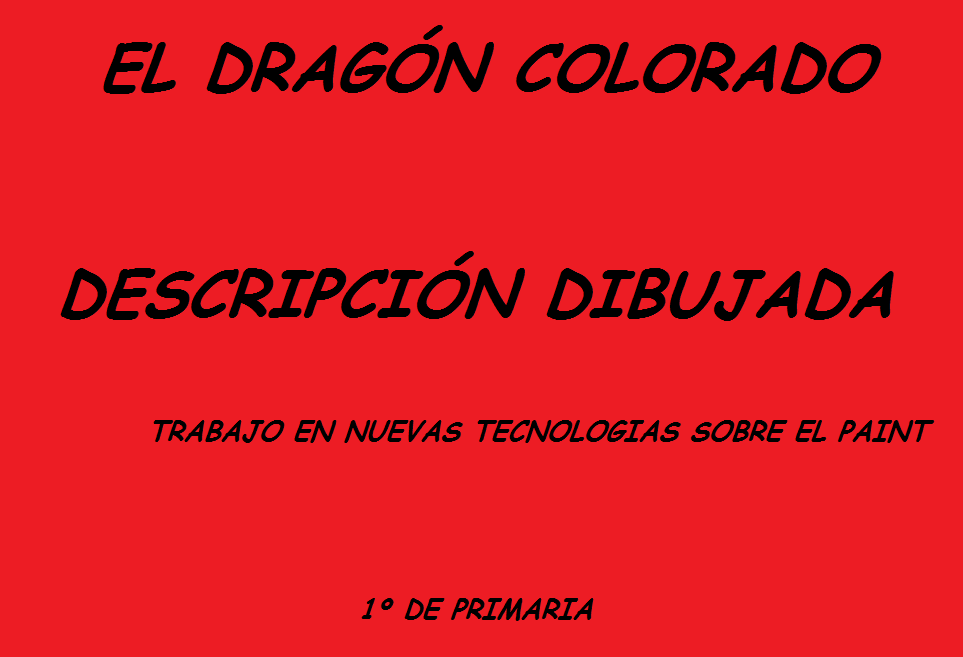 EL DRAGÓN COLORADO
DESCRIPCIÓN DIBUJADA
TRABAJO EN NUEVAS TECNOLOGIAS SOBRE EL PAINT
1º DE PRIMARIA